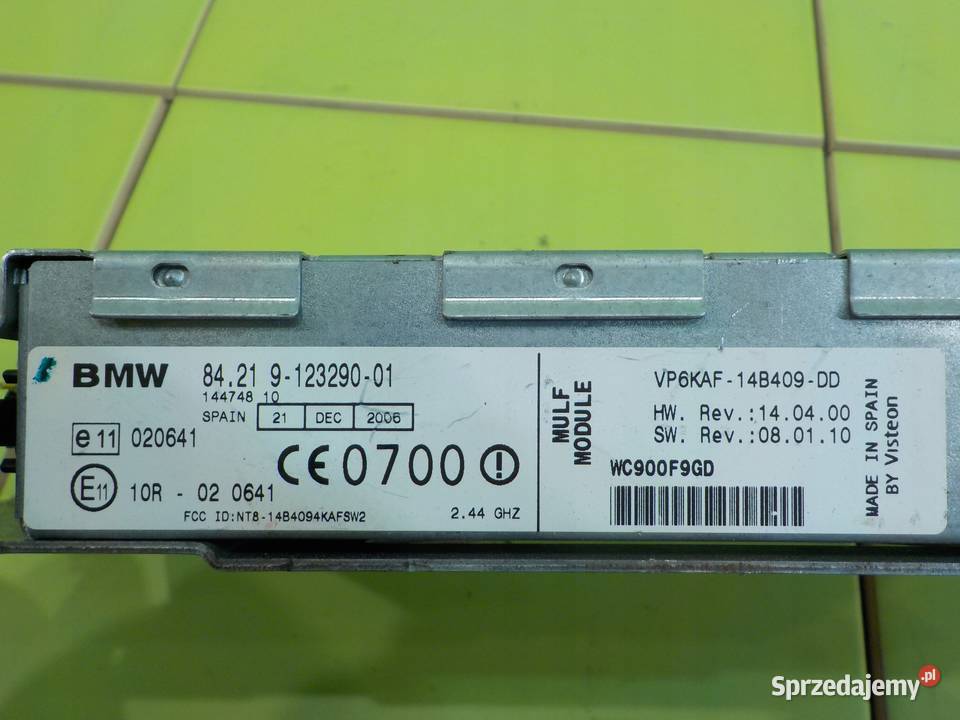 BMW 84.21 9-123290-01
144748 10
SPAIN 21 DEC 2006
e11 020641
CE 0700
E11 10R - 02 0641
FCC ID:NT8-14B4094KAFSW2 2.44 GHZ
MULF
MODULE
VP6KAF-14B409-DD
HW. Rev.:14.04.00
SW. Rev.:08.01.10
WC900F9GD
MADE IN SPAIN
BY Visteon
Sprzedajemy.pl